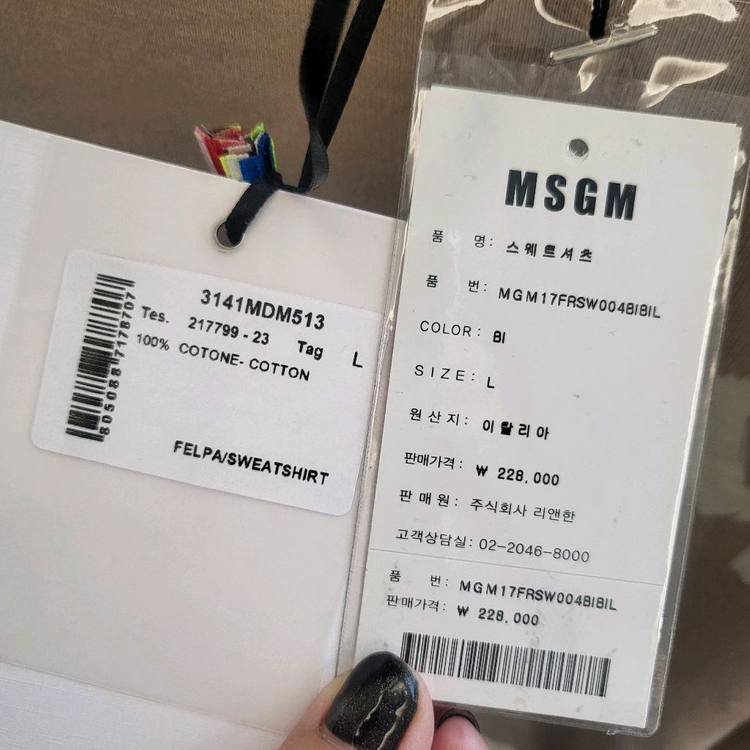 3141MDM513
Tes. 217799-23 Tag L
100% COTONE- COTTON
8050887178707
FELPA/SWEATSHIRT
MSGM
품 명: 스웨트셔츠
품 번: MGM17FRSW004BIBIL
COLOR: BI
SIZE: L
원산지: 이탈리아
판매가격: ₩ 228,000
판매원: 주식회사 리앤한
고객상담실: 02-2046-8000
품 번: MGM17FRSW004BIBIL
판매가격: ₩ 228,000